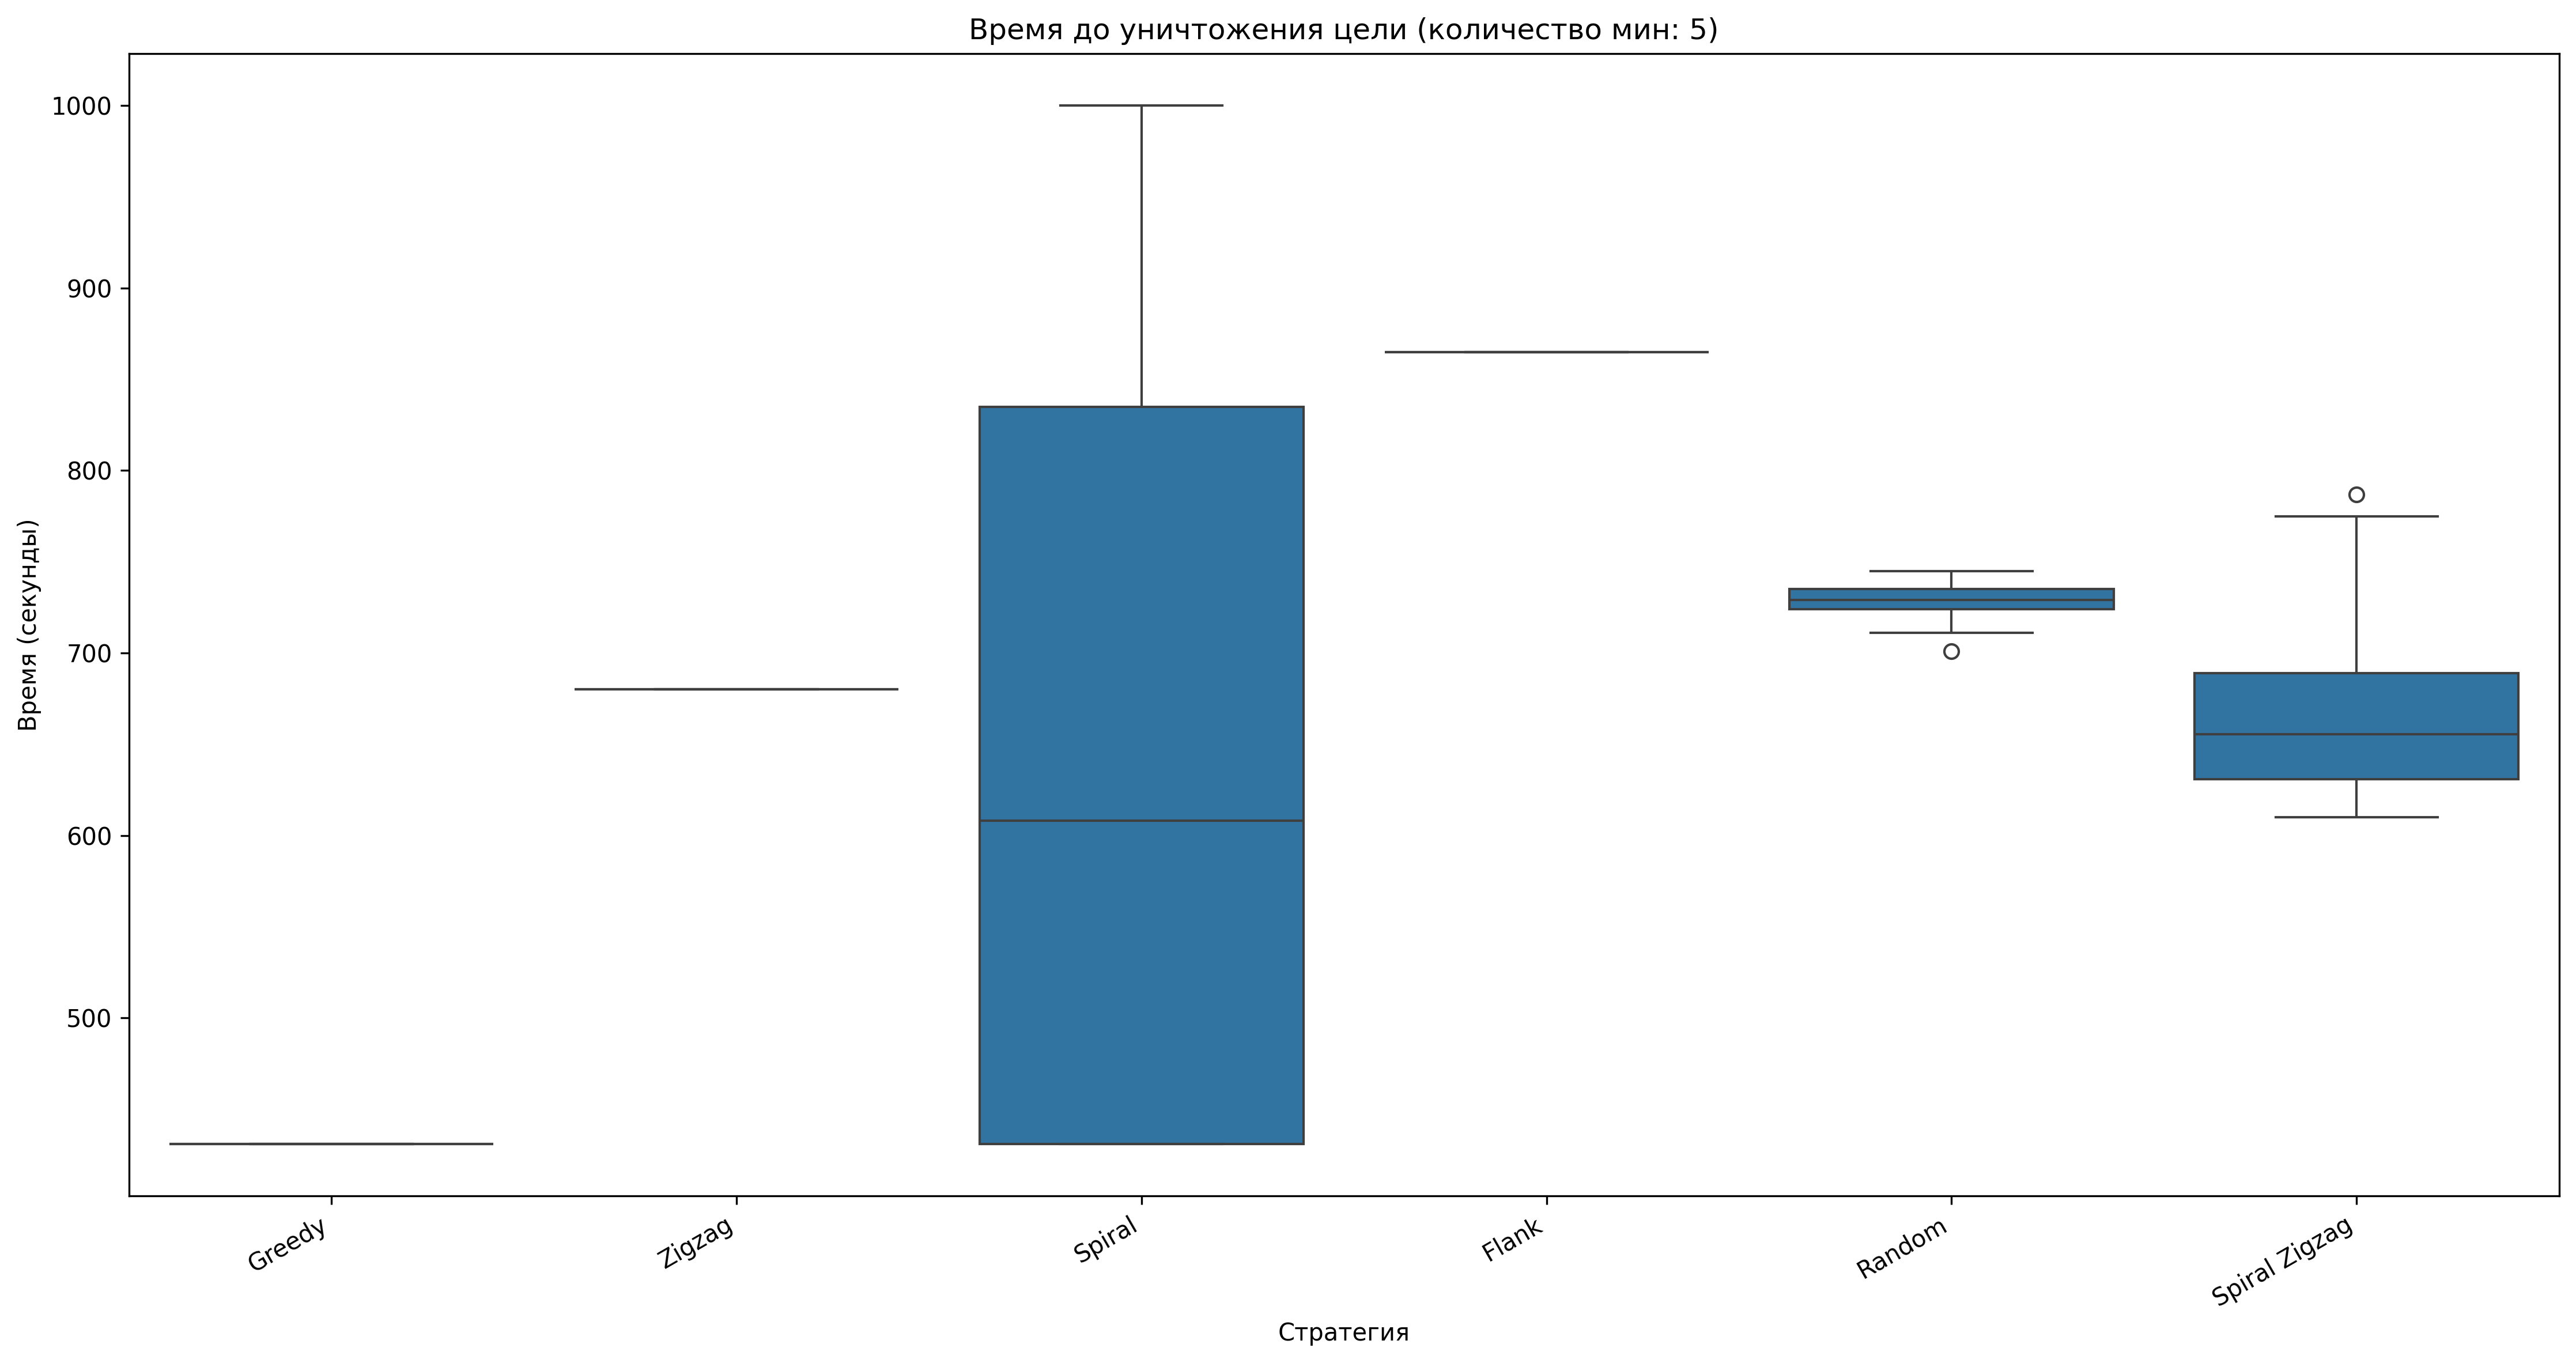 Время до уничтожения цели (количество мин: 5)
Время (секунды)
1000
900
800
700
600
500
Greedy
Zigzag
Spiral
Flank
Random
Spiral Zigzag
Стратегия